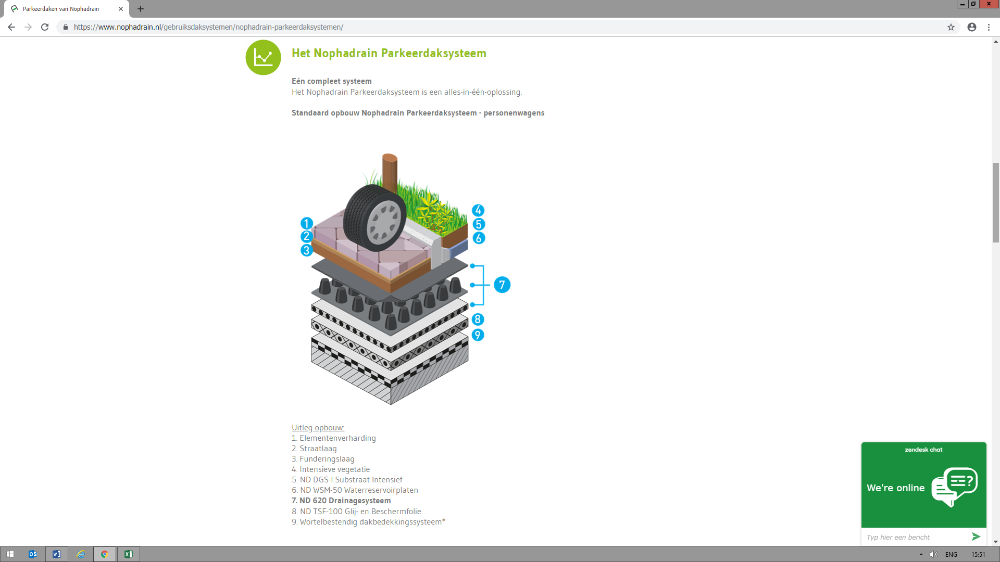 Parkeerdaken van Nophadrain
https://www.nophadrain.nl/gebruiksdaksystemen/nophadrain-parkeerdaksystemen/
Het Nophadrain Parkeerdaksysteem
Eén compleet systeem
Het Nophadrain Parkeerdaksysteem is een alles-in-één-oplossing.
Standaard opbouw Nophadrain Parkeerdaksysteem - personenwagens
1
2
3
4
5
6
7
8
9
Uitleg opbouw:
1. Elementenverharding
2. Straatlaag
3. Funderingslaag
4. Intensieve vegetatie
5. ND DGS-I Substraat Intensief
6. ND WSM-50 Waterreservoirplaten
7. ND 620 Drainagesysteem
8. ND TSF-100 Glij- en Beschermfolie
9. Wortelbestendig dakbedekkingssysteem*
zendesk chat
We're online
Typ hier een bericht
ENG
15:51